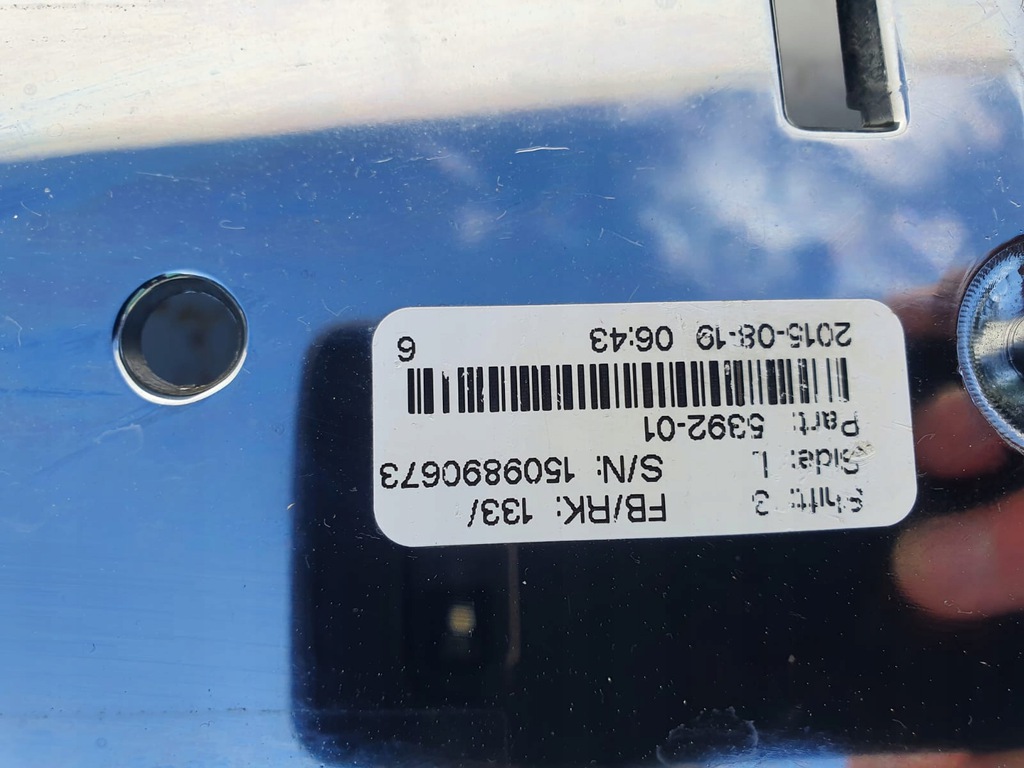 Shift: 3 FB/RK: 133/
Side: L S/N: 1509890673
Part: 5392-01
2015-08-19 06:43 6